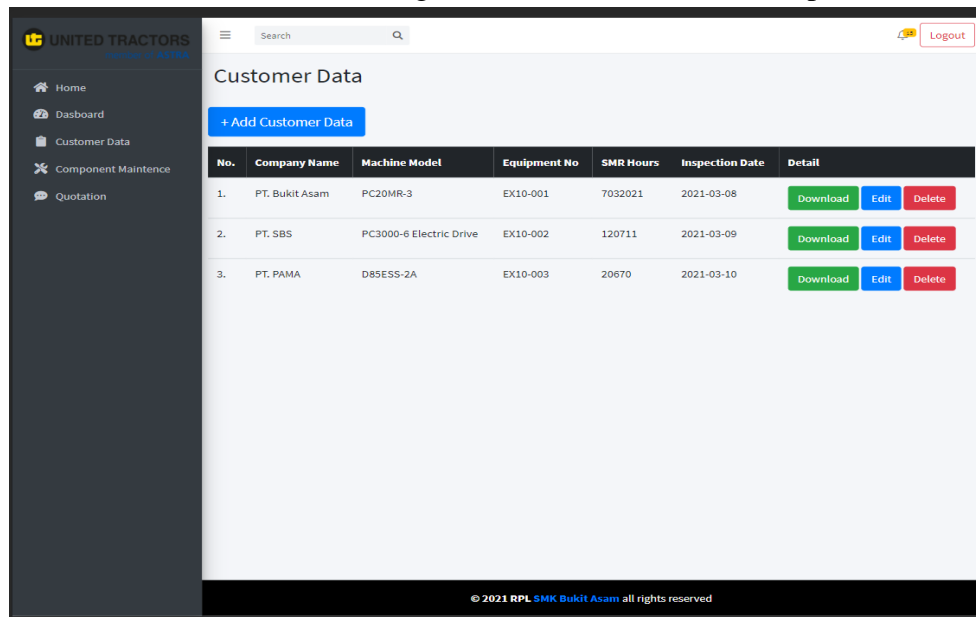 UNITED TRACTORS
Search
15
Logout
Home
Dasboard
Customer Data
Component Maintence
Quotation
Customer Data
+ Add Customer Data
No. Company Name Machine Model Equipment No SMR Hours Inspection Date Detail
1. PT. Bukit Asam PC20MR-3 EX10-001 7032021 2021-03-08 Download Edit Delete
2. PT. SBS PC3000-6 Electric Drive EX10-002 120711 2021-03-09 Download Edit Delete
3. PT. PAMA D85ESS-2A EX10-003 20670 2021-03-10 Download Edit Delete
© 2021 RPL SMK Bukit Asam all rights reserved